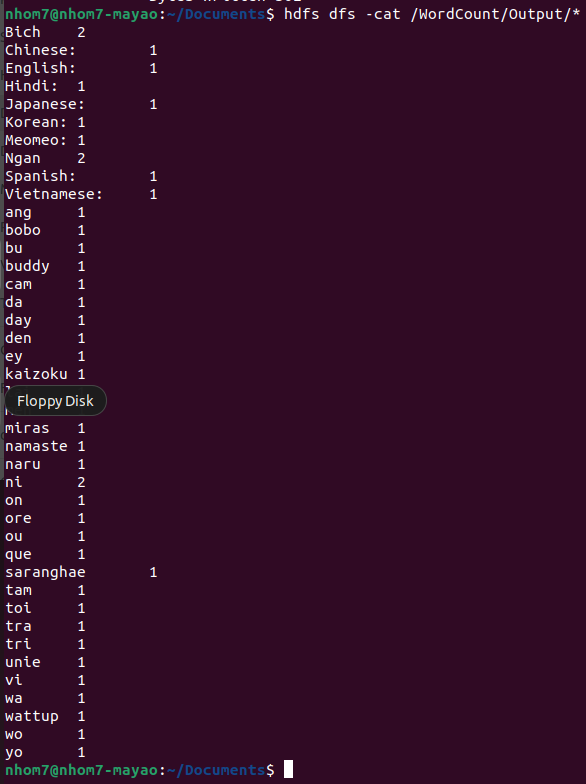 nhom7@nhom7-mayao:~/Documents$ hdfs dfs -cat /WordCount/Output/*
Bich 2
Chinese: 1
English: 1
Hindi: 1
Japanese: 1
Korean: 1
Meomeo: 1
Ngan 2
Spanish: 1
Vietnamese: 1
ang 1
bobo 1
bu 1
buddy 1
cam 1
da 1
day 1
den 1
ey 1
kaizoku 1
Floppy Disk
miras 1
namaste 1
naru 1
ni 2
on 1
ore 1
ou 1
que 1
saranghae 1
tam 1
toi 1
tra 1
tri 1
unie 1
vi 1
wa 1
wattup 1
wo 1
yo 1
nhom7@nhom7-mayao:~/Documents$